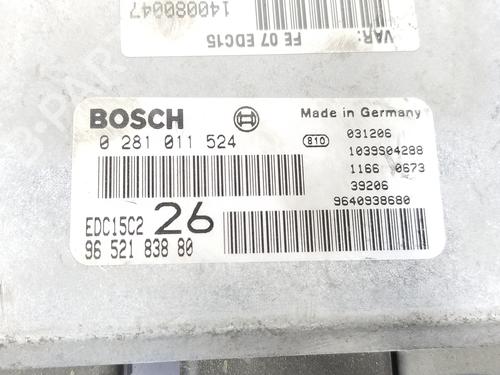 140080047
VAR:
FE 07 EDC15
BOSCH
0 281 011 524
EDC15C2 26
96 521 838 80
Made in Germany
810 031206
1039S04288
1166 0673
39206
9640938680